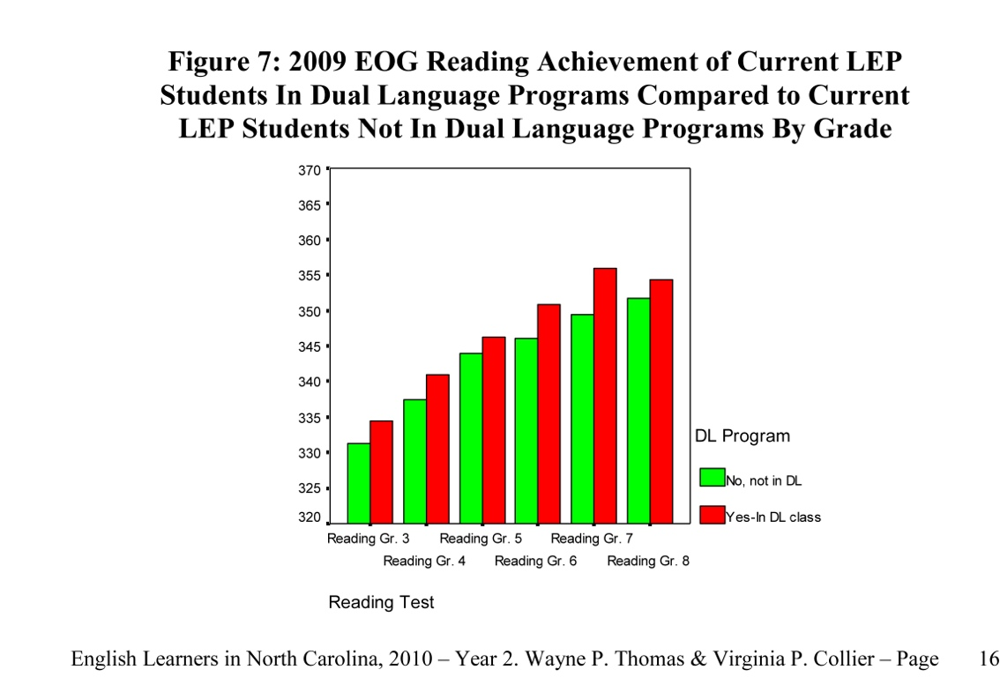 Figure 7: 2009 EOG Reading Achievement of Current LEP
Students In Dual Language Programs Compared to Current
LEP Students Not In Dual Language Programs By Grade
370
365
360
355
350
345
340
335
330
325
320
DL Program
No, not in DL
Yes-In DL class
Reading Gr. 3 Reading Gr. 5 Reading Gr. 7
Reading Gr. 4 Reading Gr. 6 Reading Gr. 8
Reading Test
English Learners in North Carolina, 2010 – Year 2. Wayne P. Thomas & Virginia P. Collier – Page 16